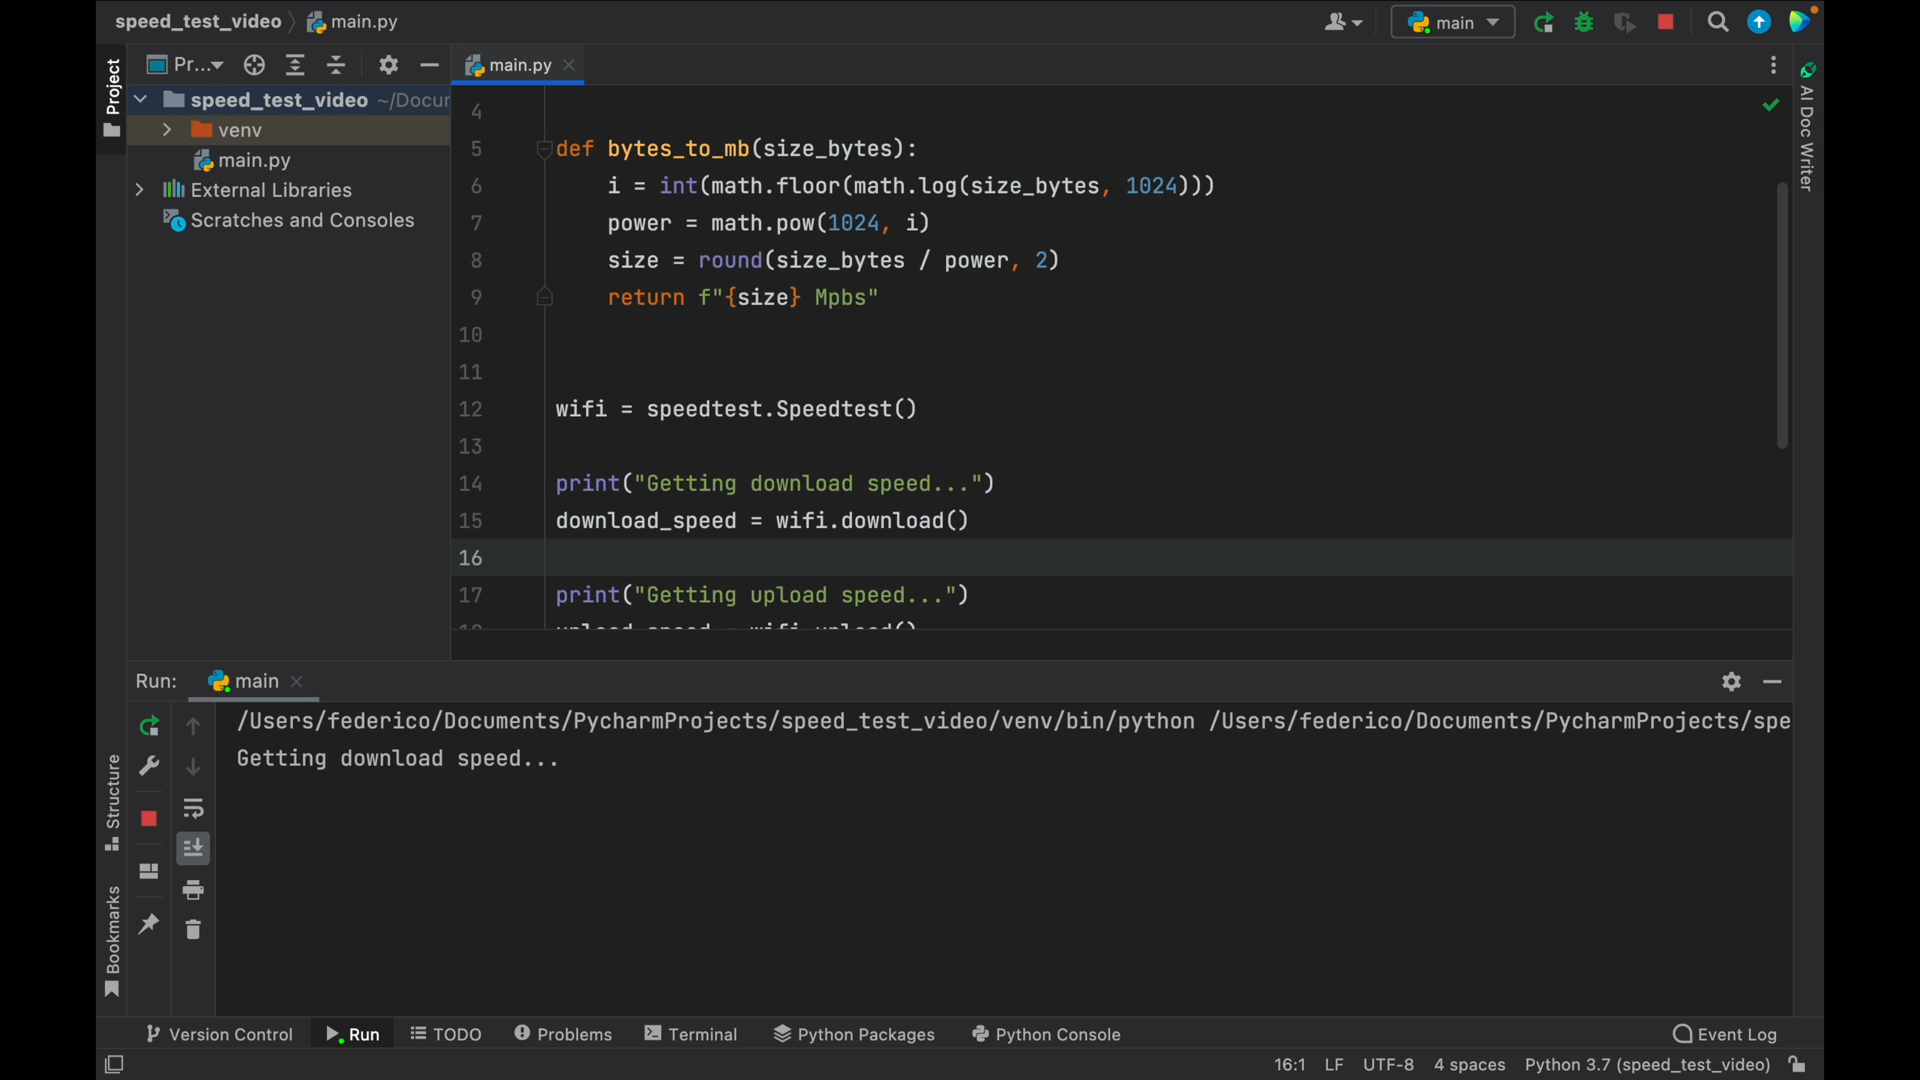 speed_test_video
main.py
main
Project
Pr...
main.py
AI Doc Writer
speed_test_video ~/Docur
venv
main.py
External Libraries
Scratches and Consoles
4
5 def bytes_to_mb(size_bytes):
6 i = int(math.floor(math.log(size_bytes, 1024)))
7 power = math.pow(1024, i)
8 size = round(size_bytes / power, 2)
9 return f"{size} Mpbs"
10
11
12 wifi = speedtest.Speedtest()
13
14 print("Getting download speed...")
15 download_speed = wifi.download()
16
17 print("Getting upload speed...")
18 upload_speed = wifi.upload()
Run: main
/Users/federico/Documents/PycharmProjects/speed_test_video/venv/bin/python /Users/federico/Documents/PycharmProjects/spe
Getting download speed...
Structure
Bookmarks
Version Control
Run
TODO
Problems
Terminal
Python Packages
Python Console
Event Log
16:1 LF UTF-8 4 spaces Python 3.7 (speed_test_video)